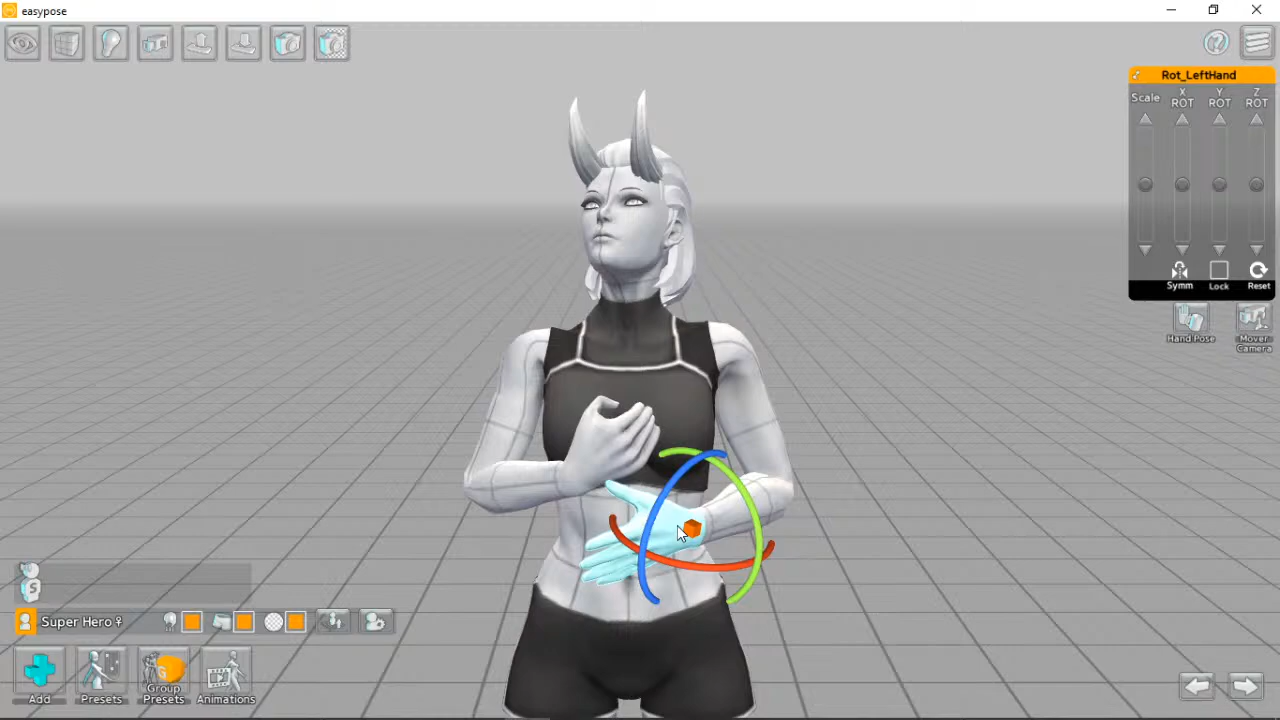 easypose
Rot_LeftHand
Scale
X ROT
Y ROT
Z ROT
Symm
Lock
Reset
Hand Pose
Mover Camera
S
Super Hero♀
G
Add
Presets
Group Presets
Animations